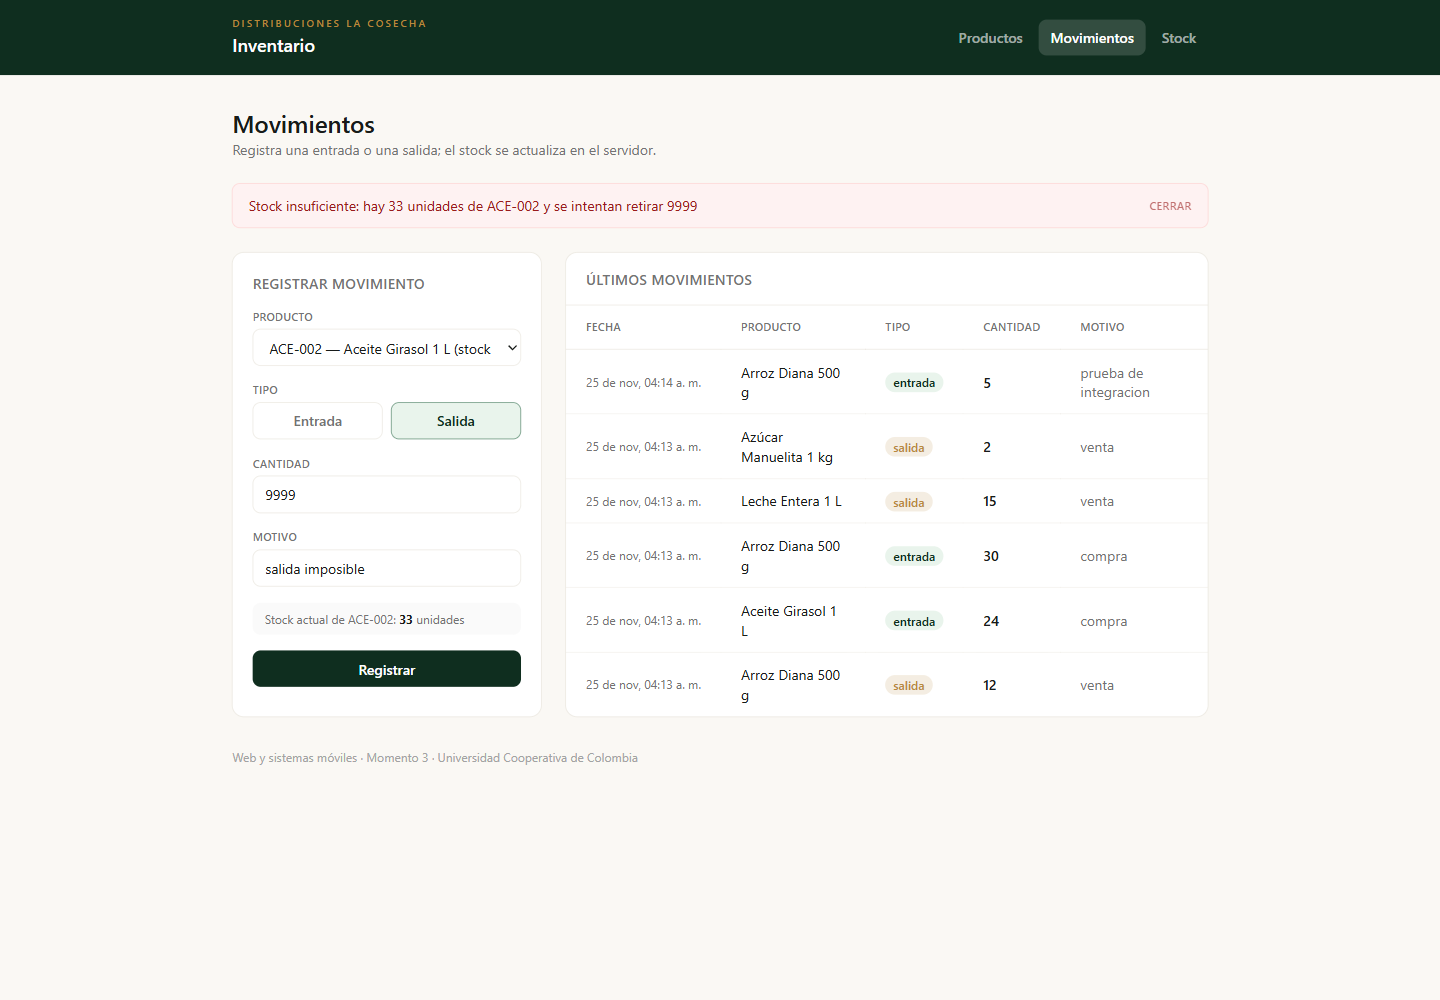 DISTRIBUCIONES LA COSECHA
Inventario
Productos
Movimientos
Stock
Movimientos
Registra una entrada o una salida; el stock se actualiza en el servidor.
Stock insuficiente: hay 33 unidades de ACE-002 y se intentan retirar 9999
CERRAR
REGISTRAR MOVIMIENTO
PRODUCTO
ACE-002 — Aceite Girasol 1 L (stock
TIPO
Entrada
Salida
CANTIDAD
9999
MOTIVO
salida imposible
Stock actual de ACE-002: 33 unidades
Registrar
ÚLTIMOS MOVIMIENTOS
FECHA PRODUCTO TIPO CANTIDAD MOTIVO
25 de nov, 04:14 a. m. Arroz Diana 500 g entrada 5 prueba de integracion
25 de nov, 04:13 a. m. Azúcar Manuelita 1 kg salida 2 venta
25 de nov, 04:13 a. m. Leche Entera 1 L salida 15 venta
25 de nov, 04:13 a. m. Arroz Diana 500 g entrada 30 compra
25 de nov, 04:13 a. m. Aceite Girasol 1 L entrada 24 compra
25 de nov, 04:13 a. m. Arroz Diana 500 g salida 12 venta
Web y sistemas móviles · Momento 3 · Universidad Cooperativa de Colombia